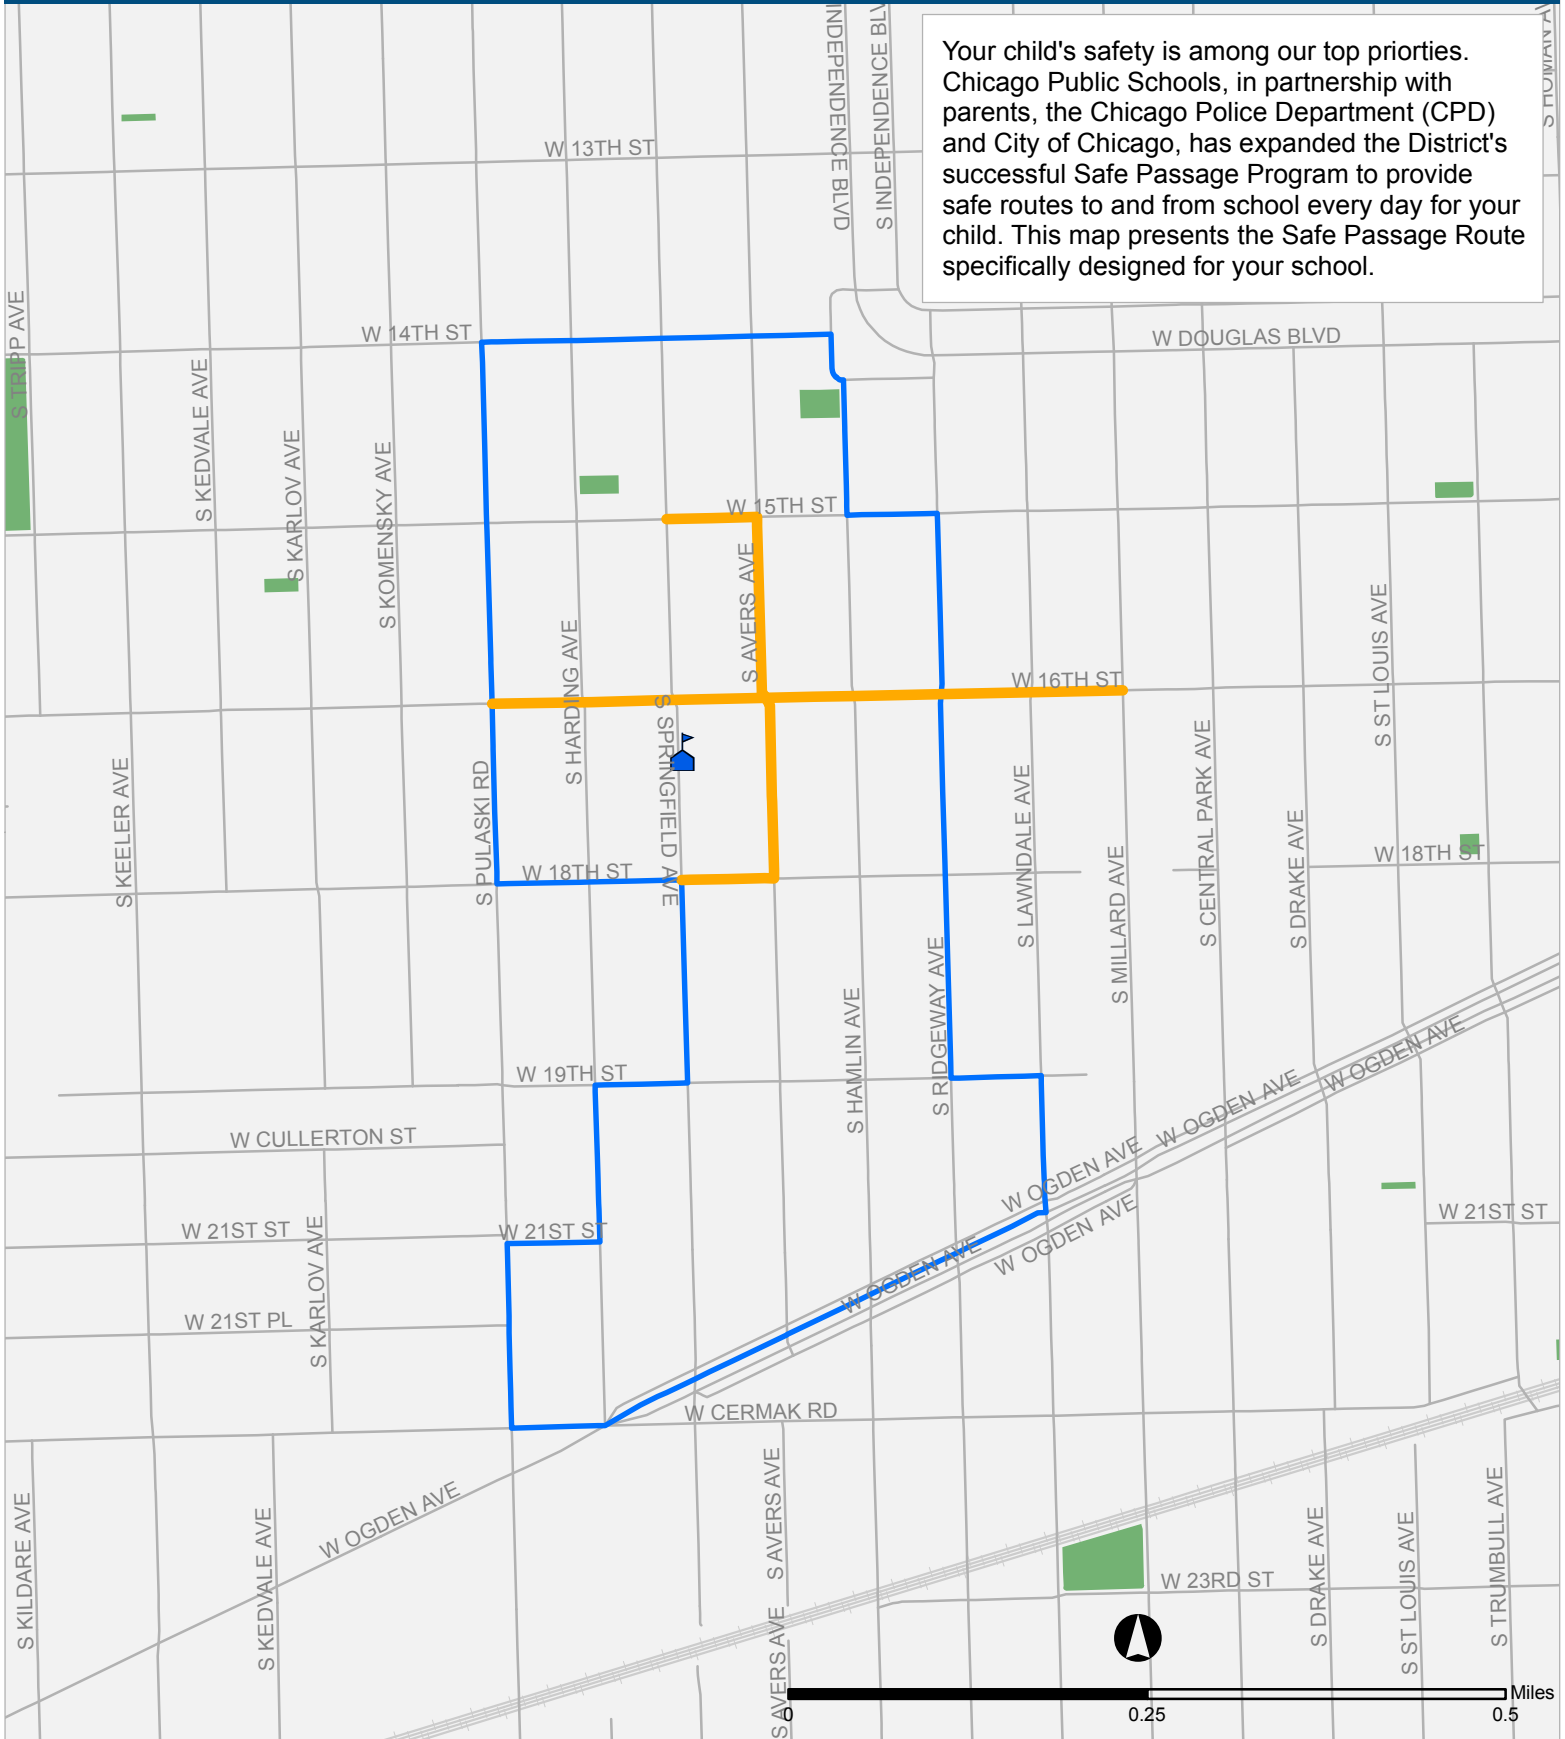 Your child's safety is among our top priorties.
Chicago Public Schools, in partnership with
parents, the Chicago Police Department (CPD)
and City of Chicago, has expanded the District's
successful Safe Passage Program to provide
safe routes to and from school every day for your
child. This map presents the Safe Passage Route
specifically designed for your school.
INDEPENDENCE BLVD
S INDEPENDENCE BLV
S HOMAN AV
W 13TH ST
S TRIPP AVE
W 14TH ST
W DOUGLAS BLVD
S KEDVALE AVE
S KARLOV AVE
S KOMENSKY AVE
W 15TH ST
S AVERS AVE
S HARDING AVE
S ST LOUIS AVE
W 16TH ST
S SPRINGFIELD AVE
S KEELER AVE
S PULASKI RD
W 18TH ST
S LAWNDALE AVE
S MILLARD AVE
S CENTRAL PARK AVE
S DRAKE AVE
W 18TH ST
S HAMLIN AVE
S RIDGEWAY AVE
W 19TH ST
W OGDEN AVE
W OGDEN AVE
W OGDEN AVE
W OGDEN AVE
W OGDEN AVE
W CULLERTON ST
W 21ST ST
W 21ST ST
W 21ST ST
S KARLOV AVE
W 21ST PL
W CERMAK RD
W OGDEN AVE
S KILDARE AVE
S KEDVALE AVE
S AVERS AVE
S AVERS AVE
W 23RD ST
S DRAKE AVE
S ST LOUIS AVE
S TRUMBULL AVE
Miles
0
0.25
0.5